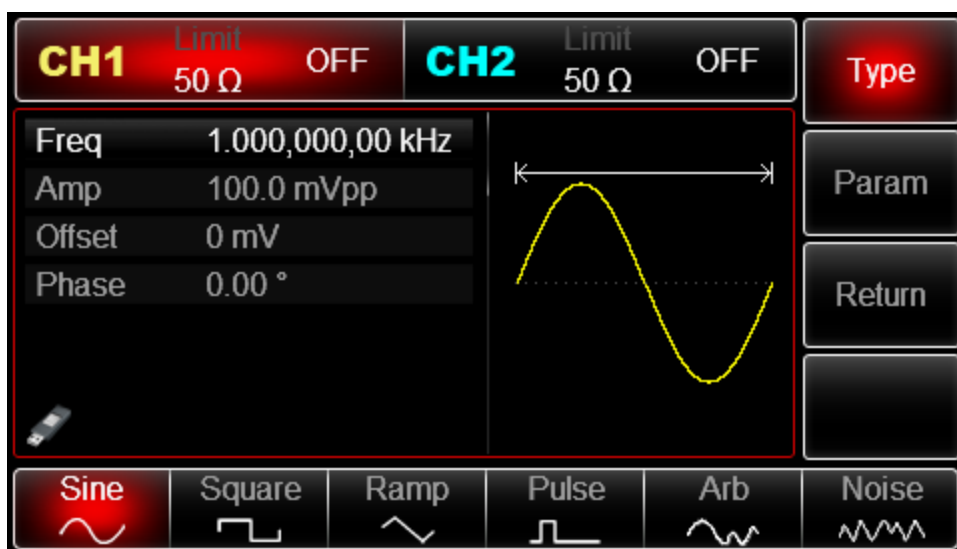 CH1 Limit 50 Ω OFF CH2 Limit 50 Ω OFF
Type
Freq 1.000,000,00 kHz
Amp 100.0 mVpp
Param
Offset 0 mV
Phase 0.00 °
Return
Sine Square Ramp Pulse Arb Noise